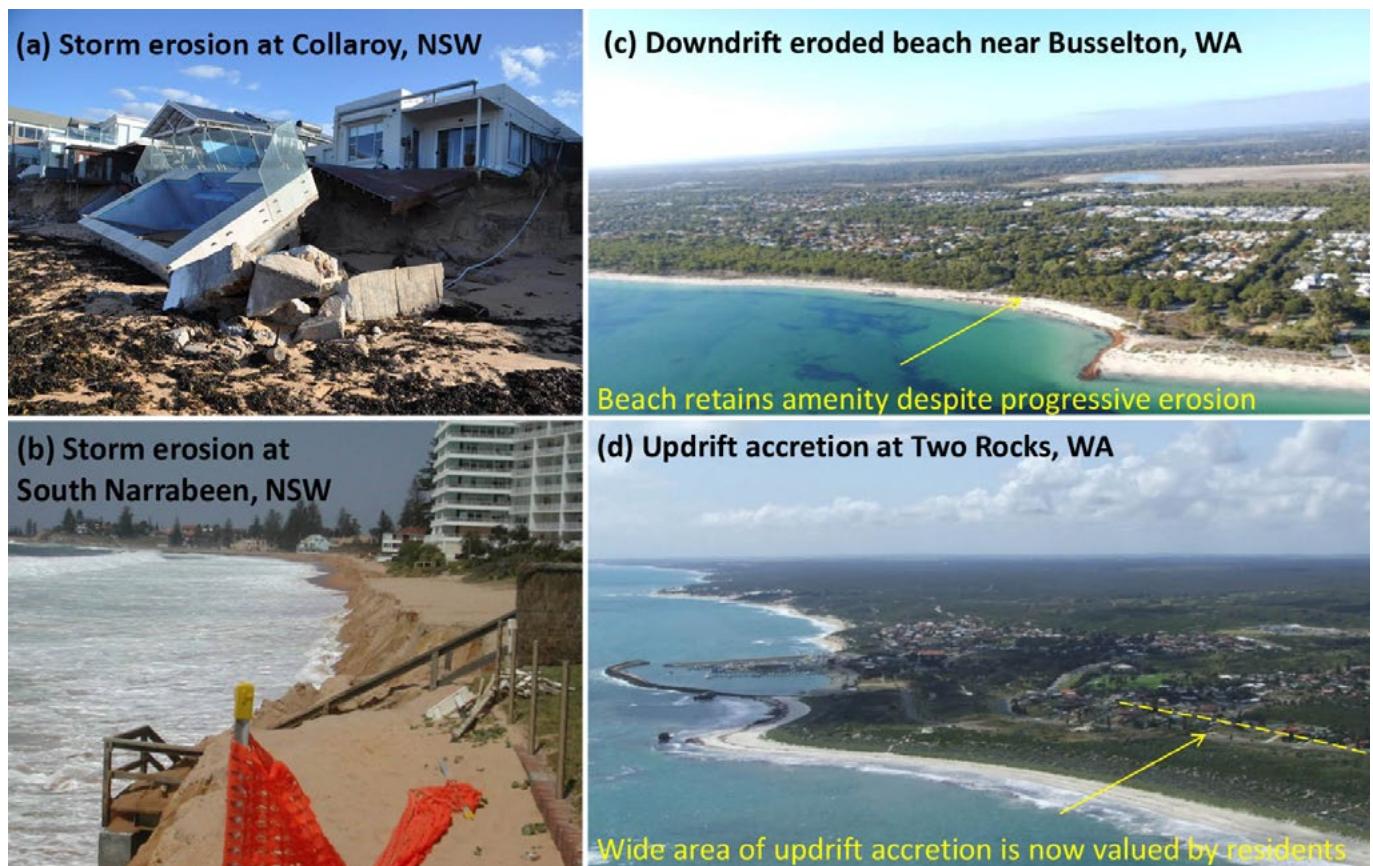 (a) Storm erosion at Collaroy, NSW
(c) Downdrift eroded beach near Busselton, WA
Beach retains amenity despite progressive erosion
(b) Storm erosion at
South Narrabeen, NSW
(d) Updrift accretion at Two Rocks, WA
Wide area of updrift accretion is now valued by residents